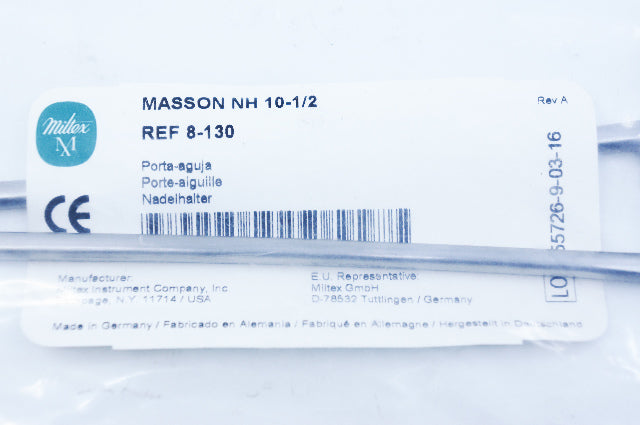 Miltex
MX
MASSON NH 10-1/2
Rev A
REF 8-130
Porta-aguja
Porte-aiguille
Nadelhalter
CE
Manufacturer:
Miltex Instrument Company, Inc
N.Y. 11714 / USA
E.U. Representative:
Miltex GmbH
D-78532 Tuttlingen / Germany
55726-9-03-16
Made in Germany / Fabricado en Alemania / Fabriqué en Allemagne / Hergestellt in Deutschland